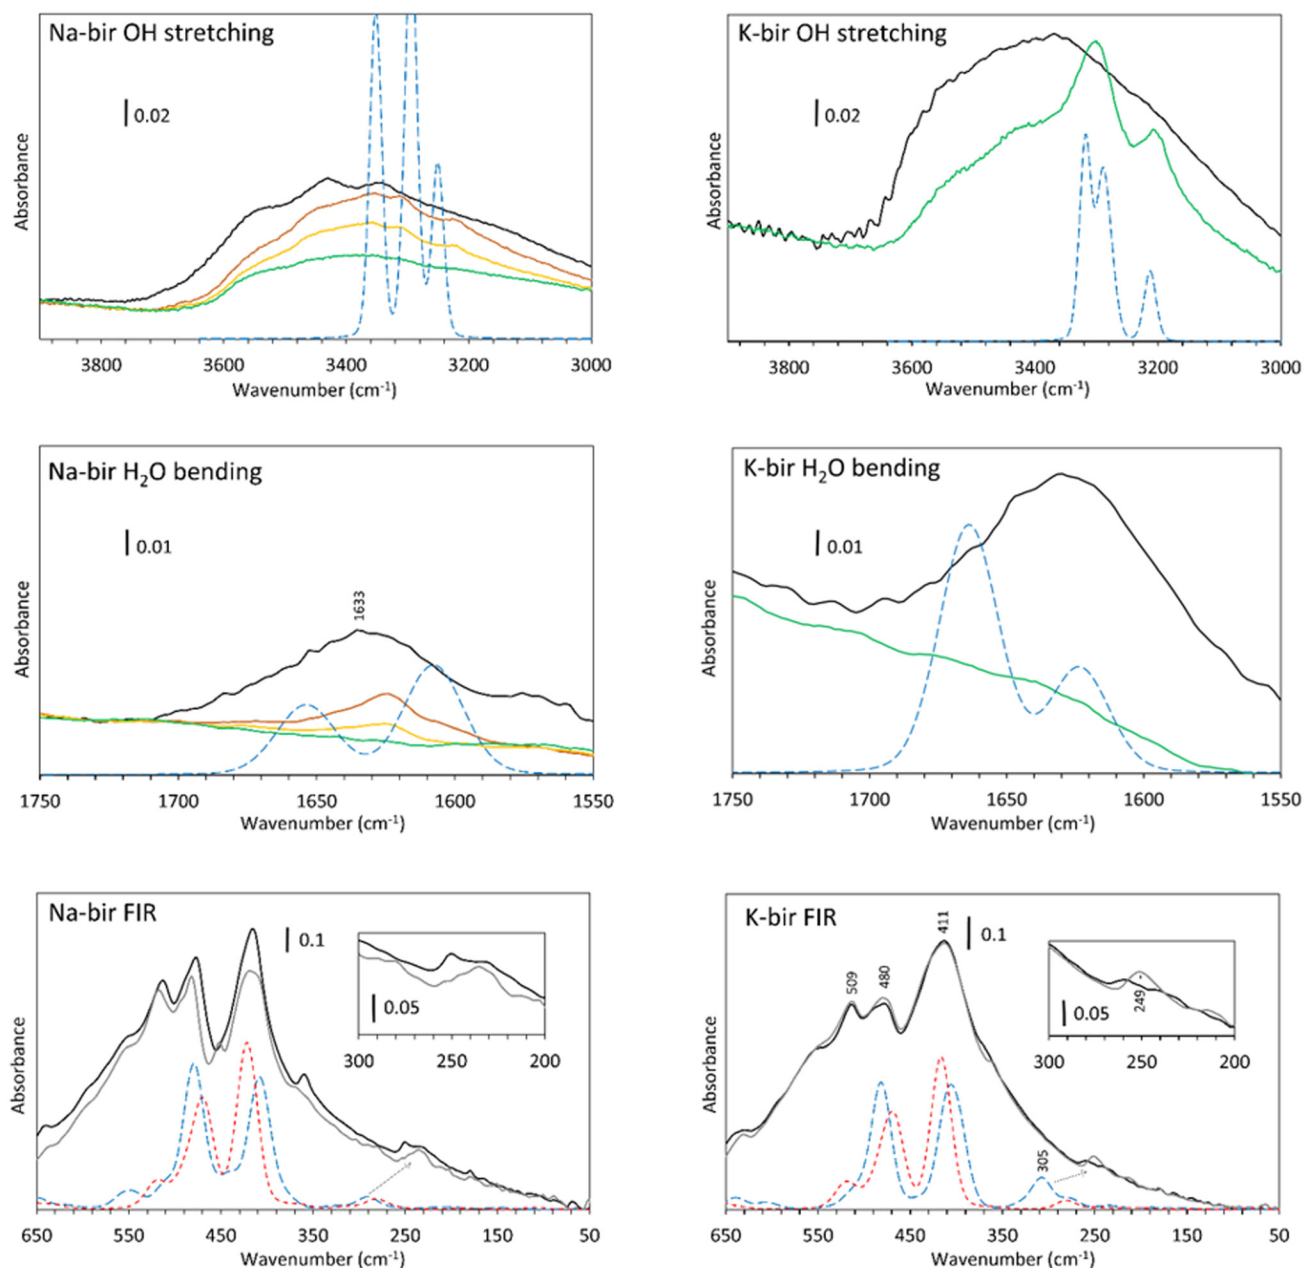 Na-bir OH stretching
0.02
Absorbance
3800 3600 3400 3200 3000
Wavenumber (cm-1)
K-bir OH stretching
0.02
Absorbance
3800 3600 3400 3200 3000
Wavenumber (cm-1)
Na-bir H2O bending
0.01
1633
Absorbance
1750 1700 1650 1600 1550
Wavenumber (cm-1)
K-bir H2O bending
0.01
Absorbance
1750 1700 1650 1600 1550
Wavenumber (cm-1)
Na-bir FIR
0.1
0.05
300 250 200
Absorbance
650 550 450 350 250 150 50
Wavenumber (cm-1)
K-bir FIR
509
480
411
0.1
0.05
249
300 250 200
305
Absorbance
650 550 450 350 250 150 50
Wavenumber (cm-1)